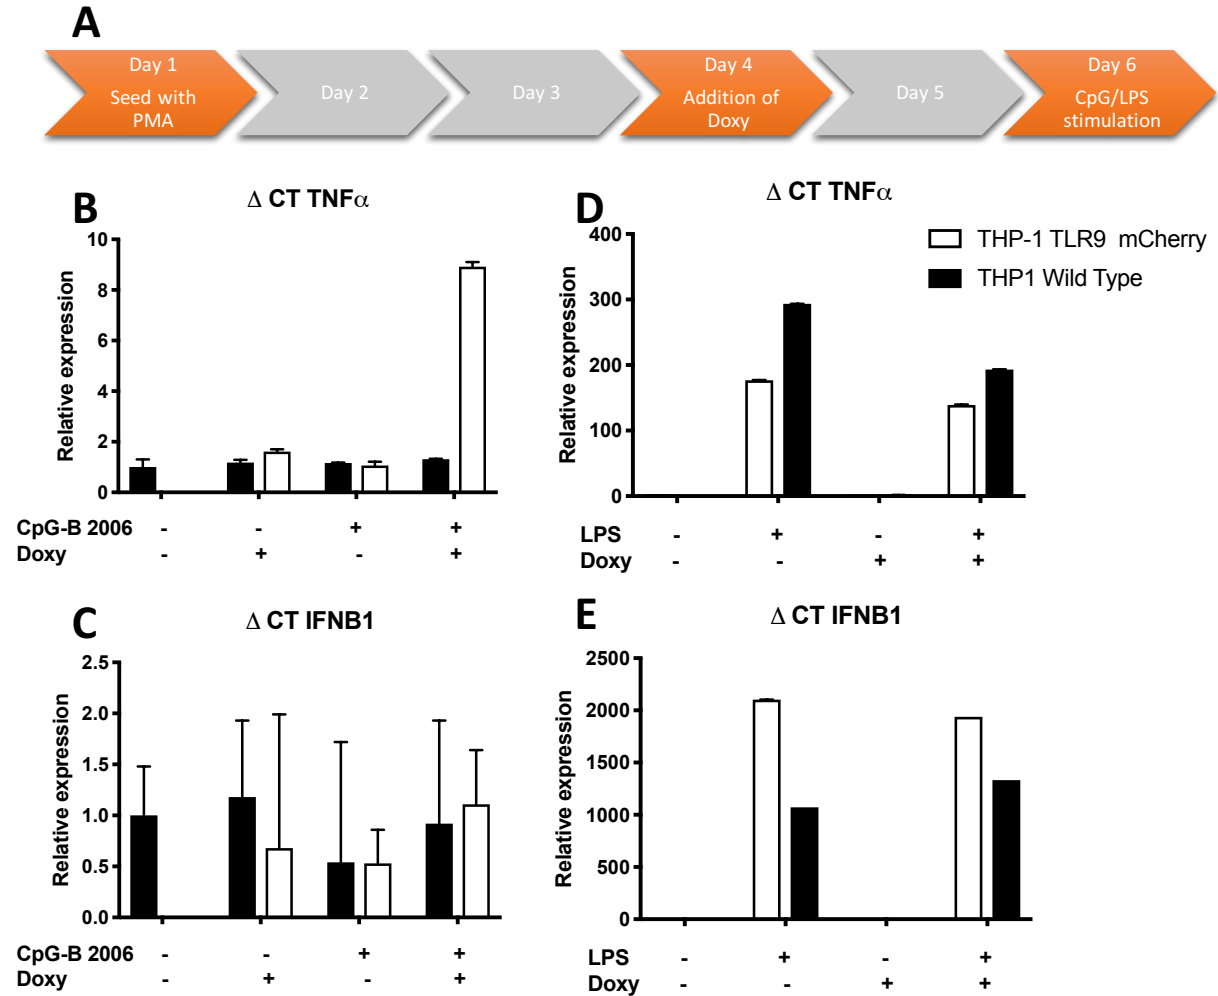 A
Day 1
Seed with
PMA
Day 2
Day 3
Day 4
Addition of
Doxy
Day 5
Day 6
CpG/LPS
stimulation
B
Δ CT TNFα
Relative expression
10
8
6
4
2
0
CpG-B 2006 - - + +
Doxy - + - +
D
Δ CT TNFα
THP-1 TLR9 mCherry
THP1 Wild Type
Relative expression
400
300
200
100
0
LPS - + - +
Doxy - - + +
C
Δ CT IFNB1
Relative expression
2.5
2.0
1.5
1.0
0.5
0.0
CpG-B 2006 - - + +
Doxy - + - +
E
Δ CT IFNB1
Relative expression
2500
2000
1500
1000
500
0
LPS - + - +
Doxy - - + +